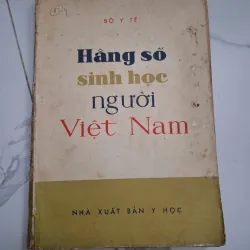 BỘ Y TẾ
Hằng số
sinh học
người
Việt Nam
NHÀ XUẤT BẢN Y HỌC